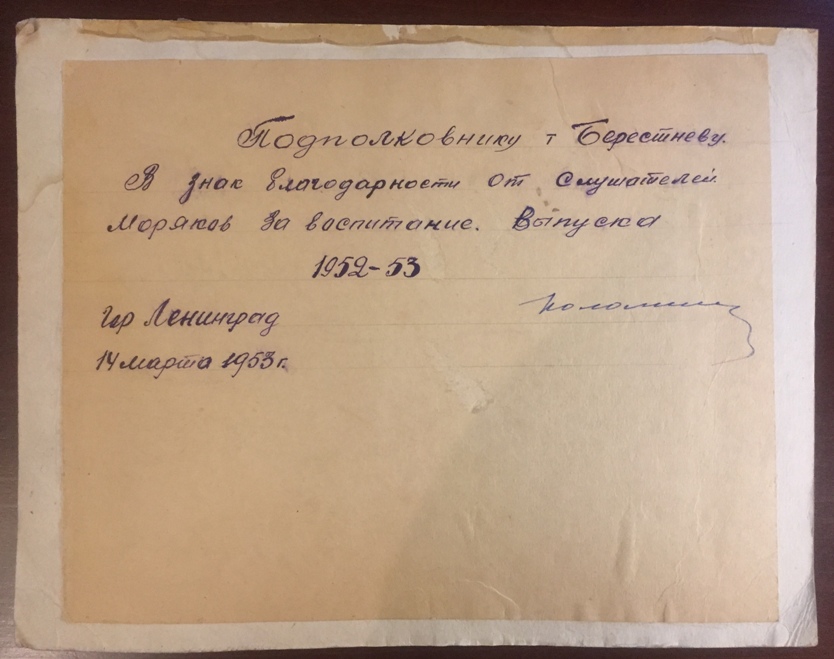 Подполковнику т Берестневу.
В знак благодарности от слушателей
Моряков за воспитание. Выпуска
1952-53
гор Ленинград
14 марта 1953 г.